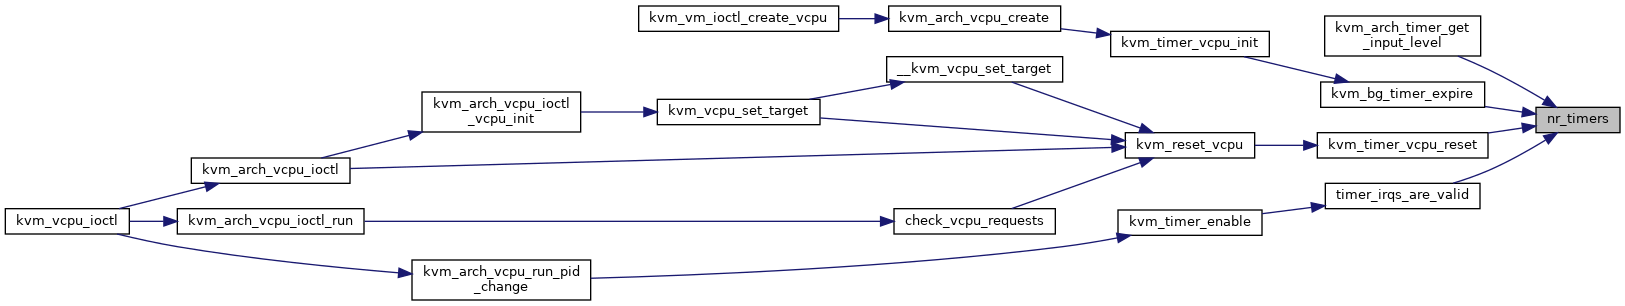 kvm_vm_ioctl_create_vcpu
kvm_arch_vcpu_create
kvm_timer_vcpu_init
kvm_arch_timer_get
_input_level
__kvm_vcpu_set_target
kvm_bg_timer_expire
kvm_arch_vcpu_ioctl
_vcpu_init
kvm_vcpu_set_target
nr_timers
kvm_reset_vcpu
kvm_timer_vcpu_reset
kvm_arch_vcpu_ioctl
timer_irqs_are_valid
kvm_vcpu_ioctl
kvm_arch_vcpu_ioctl_run
check_vcpu_requests
kvm_timer_enable
kvm_arch_vcpu_run_pid
_change